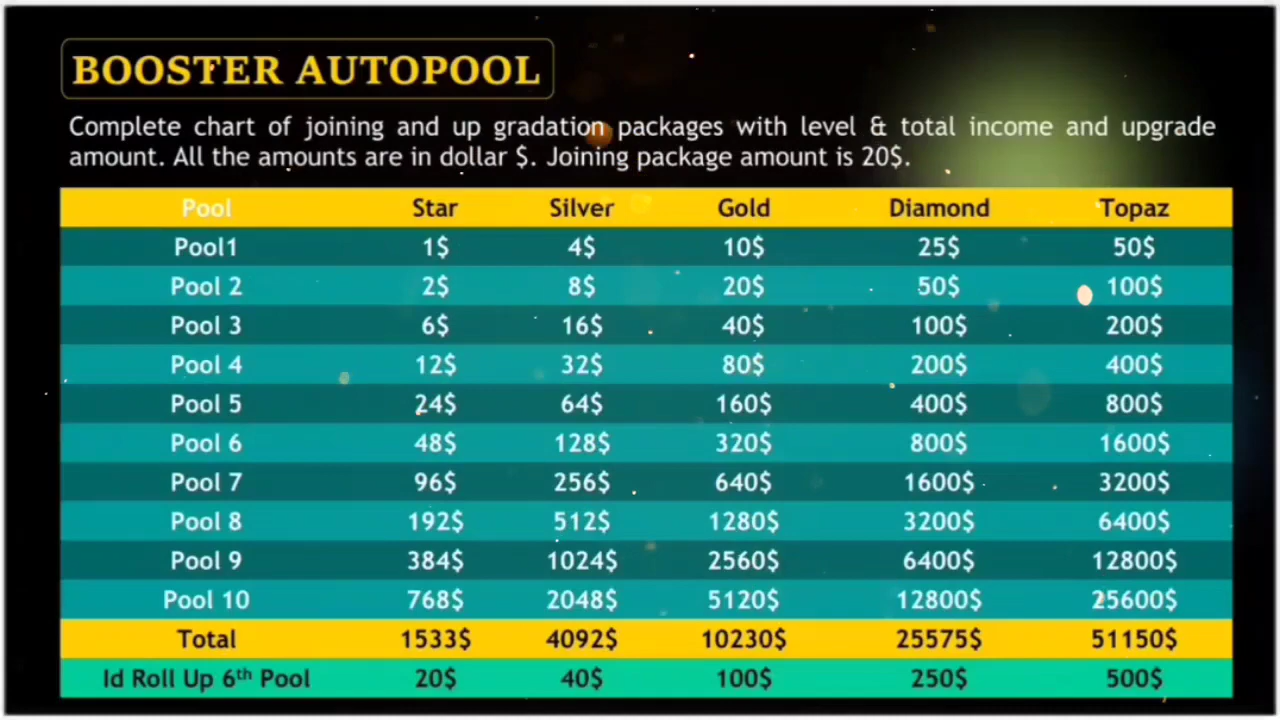 BOOSTER AUTOPOOL
Complete chart of joining and up gradation packages with level & total income and upgrade
amount. All the amounts are in dollar $. Joining package amount is 20$.
Pool Star Silver Gold Diamond Topaz
Pool1 1$ 4$ 10$ 25$ 50$
Pool 2 2$ 8$ 20$ 50$ 100$
Pool 3 6$ 16$ 40$ 100$ 200$
Pool 4 12$ 32$ 80$ 200$ 400$
Pool 5 24$ 64$ 160$ 400$ 800$
Pool 6 48$ 128$ 320$ 800$ 1600$
Pool 7 96$ 256$ 640$ 1600$ 3200$
Pool 8 192$ 512$ 1280$ 3200$ 6400$
Pool 9 384$ 1024$ 2560$ 6400$ 12800$
Pool 10 768$ 2048$ 5120$ 12800$ 25600$
Total 1533$ 4092$ 10230$ 25575$ 51150$
Id Roll Up 6th Pool 20$ 40$ 100$ 250$ 500$